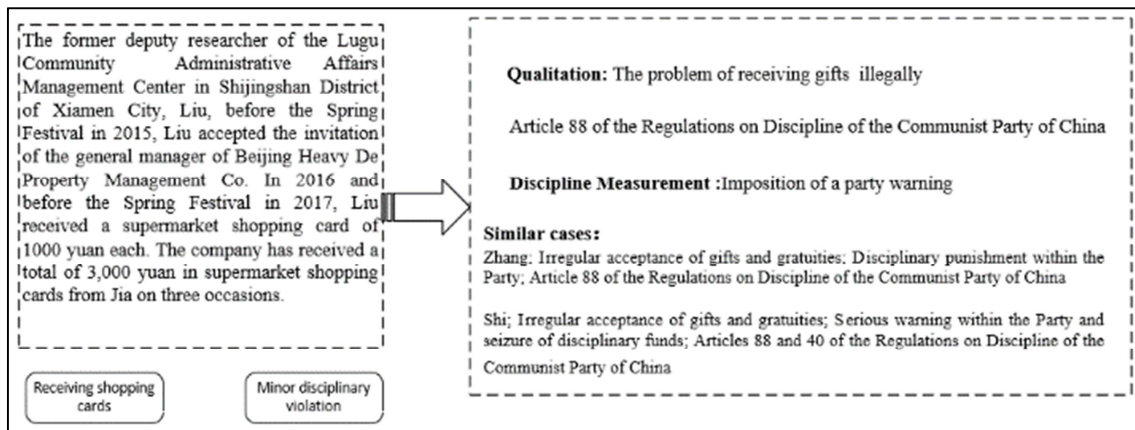 The former deputy researcher of the Lugu
Community Administrative Affairs
Management Center in Shijingshan District
of Xiamen City, Liu, before the Spring
Festival in 2015, Liu accepted the invitation
of the general manager of Beijing Heavy De
Property Management Co. In 2016 and
before the Spring Festival in 2017, Liu
received a supermarket shopping card of
1000 yuan each. The company has received a
total of 3,000 yuan in supermarket shopping
cards from Jia on three occasions.
Receiving shopping
cards
Minor disciplinary
violation
Qualitation: The problem of receiving gifts illegally
Article 88 of the Regulations on Discipline of the Communist Party of China
Discipline Measurement :Imposition of a party warning
Similar cases:
Zhang; Irregular acceptance of gifts and gratuities; Disciplinary punishment within the
Party; Article 88 of the Regulations on Discipline of the Communist Party of China
Shi; Irregular acceptance of gifts and gratuities; Serious warning within the Party and
seizure of disciplinary funds; Articles 88 and 40 of the Regulations on Discipline of the
Communist Party of China